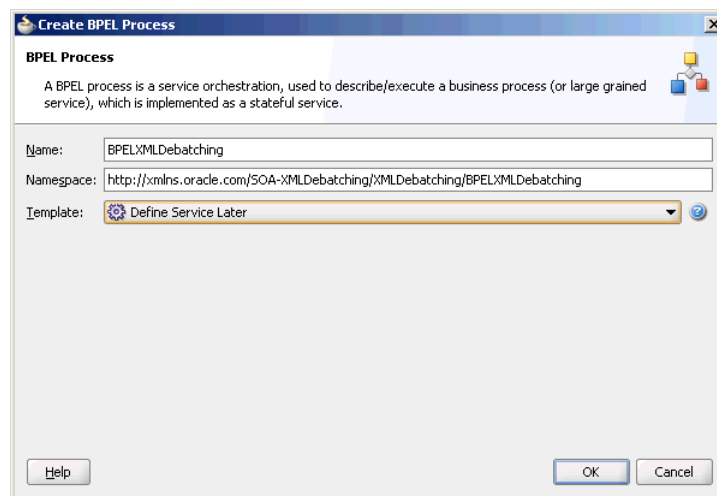 Create BPEL Process
BPEL Process
A BPEL process is a service orchestration, used to describe/execute a business process (or large grained
service), which is implemented as a stateful service.
Name: BPELXMLDebatching
Namespace: http://xmlns.oracle.com/SOA-XMLDebatching/XMLDebatching/BPELXMLDebatching
Template: Define Service Later
Help OK Cancel